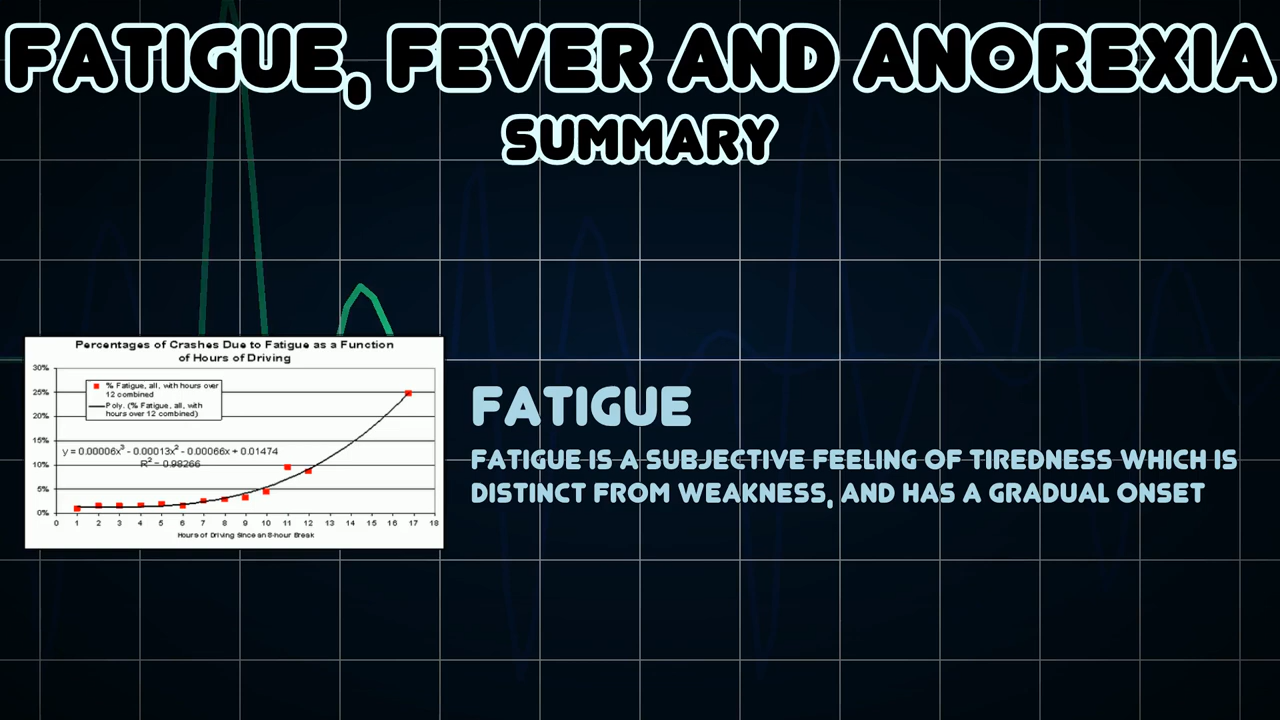 FATIGUE, FEVER AND ANOREXIA
SUMMARY
Percentages of Crashes Due to Fatigue as a Function
of Hours of Driving
30%
25%
20%
15%
10%
5%
0%
% Fatigue, all, with hours over
12 combined
Poly. (% Fatigue, all, with
hours over 12 combined)
y = 0.00006x³ - 0.00013x² - 0.00066x + 0.01474
R² = 0.98266
0 1 2 3 4 5 6 7 8 9 10 11 12 13 14 15 16 17 18
Hours of Driving Since an 8-hour Break
FATIGUE
FATIGUE IS A SUBJECTIVE FEELING OF TIREDNESS WHICH IS
DISTINCT FROM WEAKNESS, AND HAS A GRADUAL ONSET